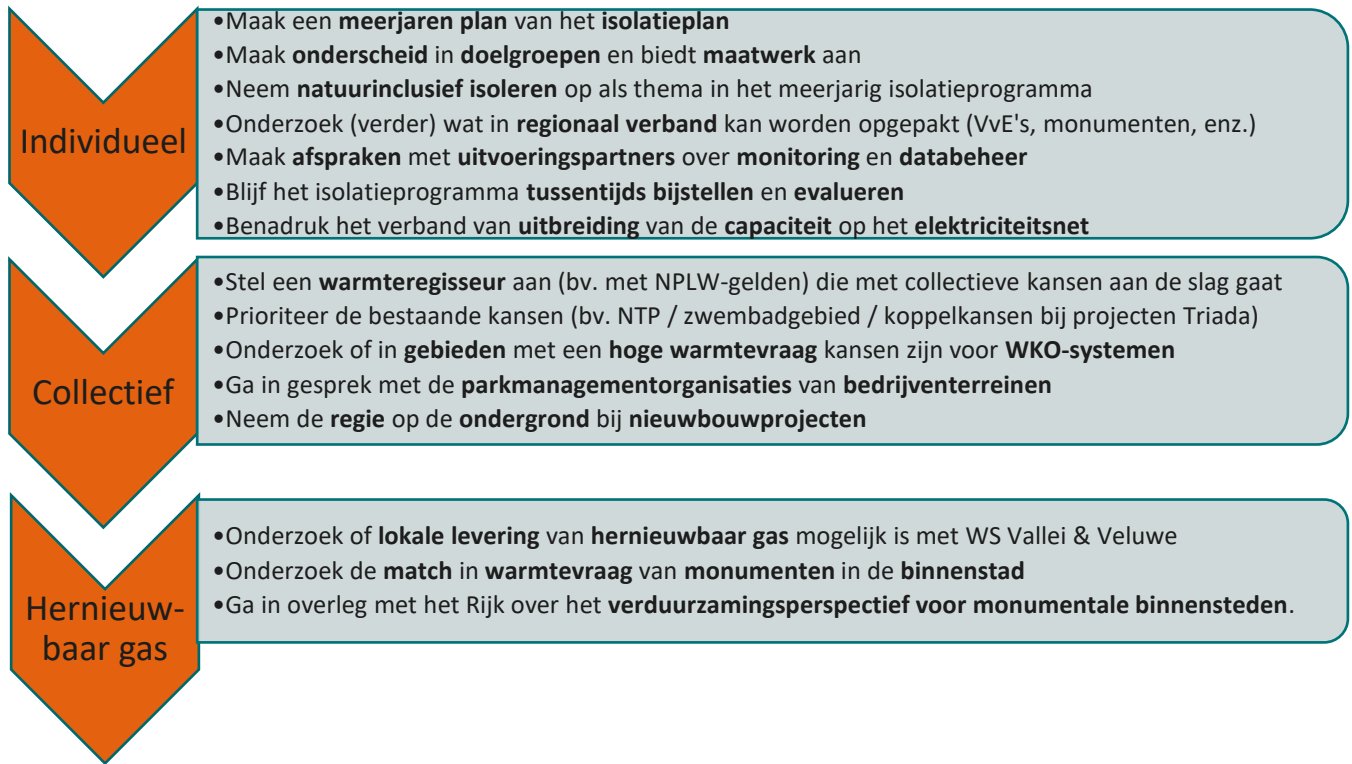 Individueel
•Maak een meerjaren plan van het isolatieplan
•Maak onderscheid in doelgroepen en biedt maatwerk aan
•Neem natuurinclusief isoleren op als thema in het meerjarig isolatieprogramma
•Onderzoek (verder) wat in regionaal verband kan worden opgepakt (VvE's, monumenten, enz.)
•Maak afspraken met uitvoeringspartners over monitoring en databeheer
•Blijf het isolatieprogramma tussentijds bijstellen en evalueren
•Benadruk het verband van uitbreiding van de capaciteit op het elektriciteitsnet
Collectief
•Stel een warmteregisseur aan (bv. met NPLW-gelden) die met collectieve kansen aan de slag gaat
•Prioriteer de bestaande kansen (bv. NTP / zwembadgebied / koppelkansen bij projecten Triada)
•Onderzoek of in gebieden met een hoge warmtevraag kansen zijn voor WKO-systemen
•Ga in gesprek met de parkmanagementorganisaties van bedrijventerreinen
•Neem de regie op de ondergrond bij nieuwbouwprojecten
Hernieuw-
baar gas
•Onderzoek of lokale levering van hernieuwbaar gas mogelijk is met WS Vallei & Veluwe
•Onderzoek de match in warmtevraag van monumenten in de binnenstad
•Ga in overleg met het Rijk over het verduurzamingsperspectief voor monumentale binnensteden.